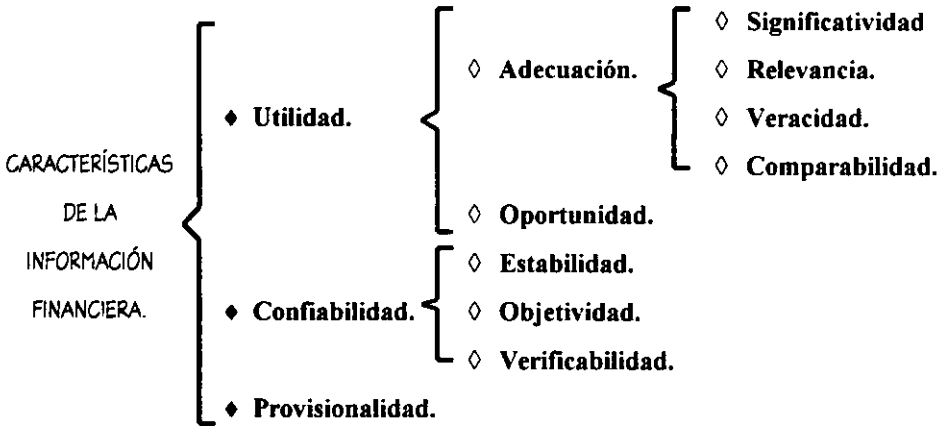 CARACTERÍSTICAS
DE LA
INFORMACIÓN
FINANCIERA.
♦ Utilidad.
◊ Adecuación.
◊ Significatividad
◊ Relevancia.
◊ Veracidad.
◊ Comparabilidad.
◊ Oportunidad.
♦ Confiabilidad.
◊ Estabilidad.
◊ Objetividad.
◊ Verificabilidad.
♦ Provisionalidad.